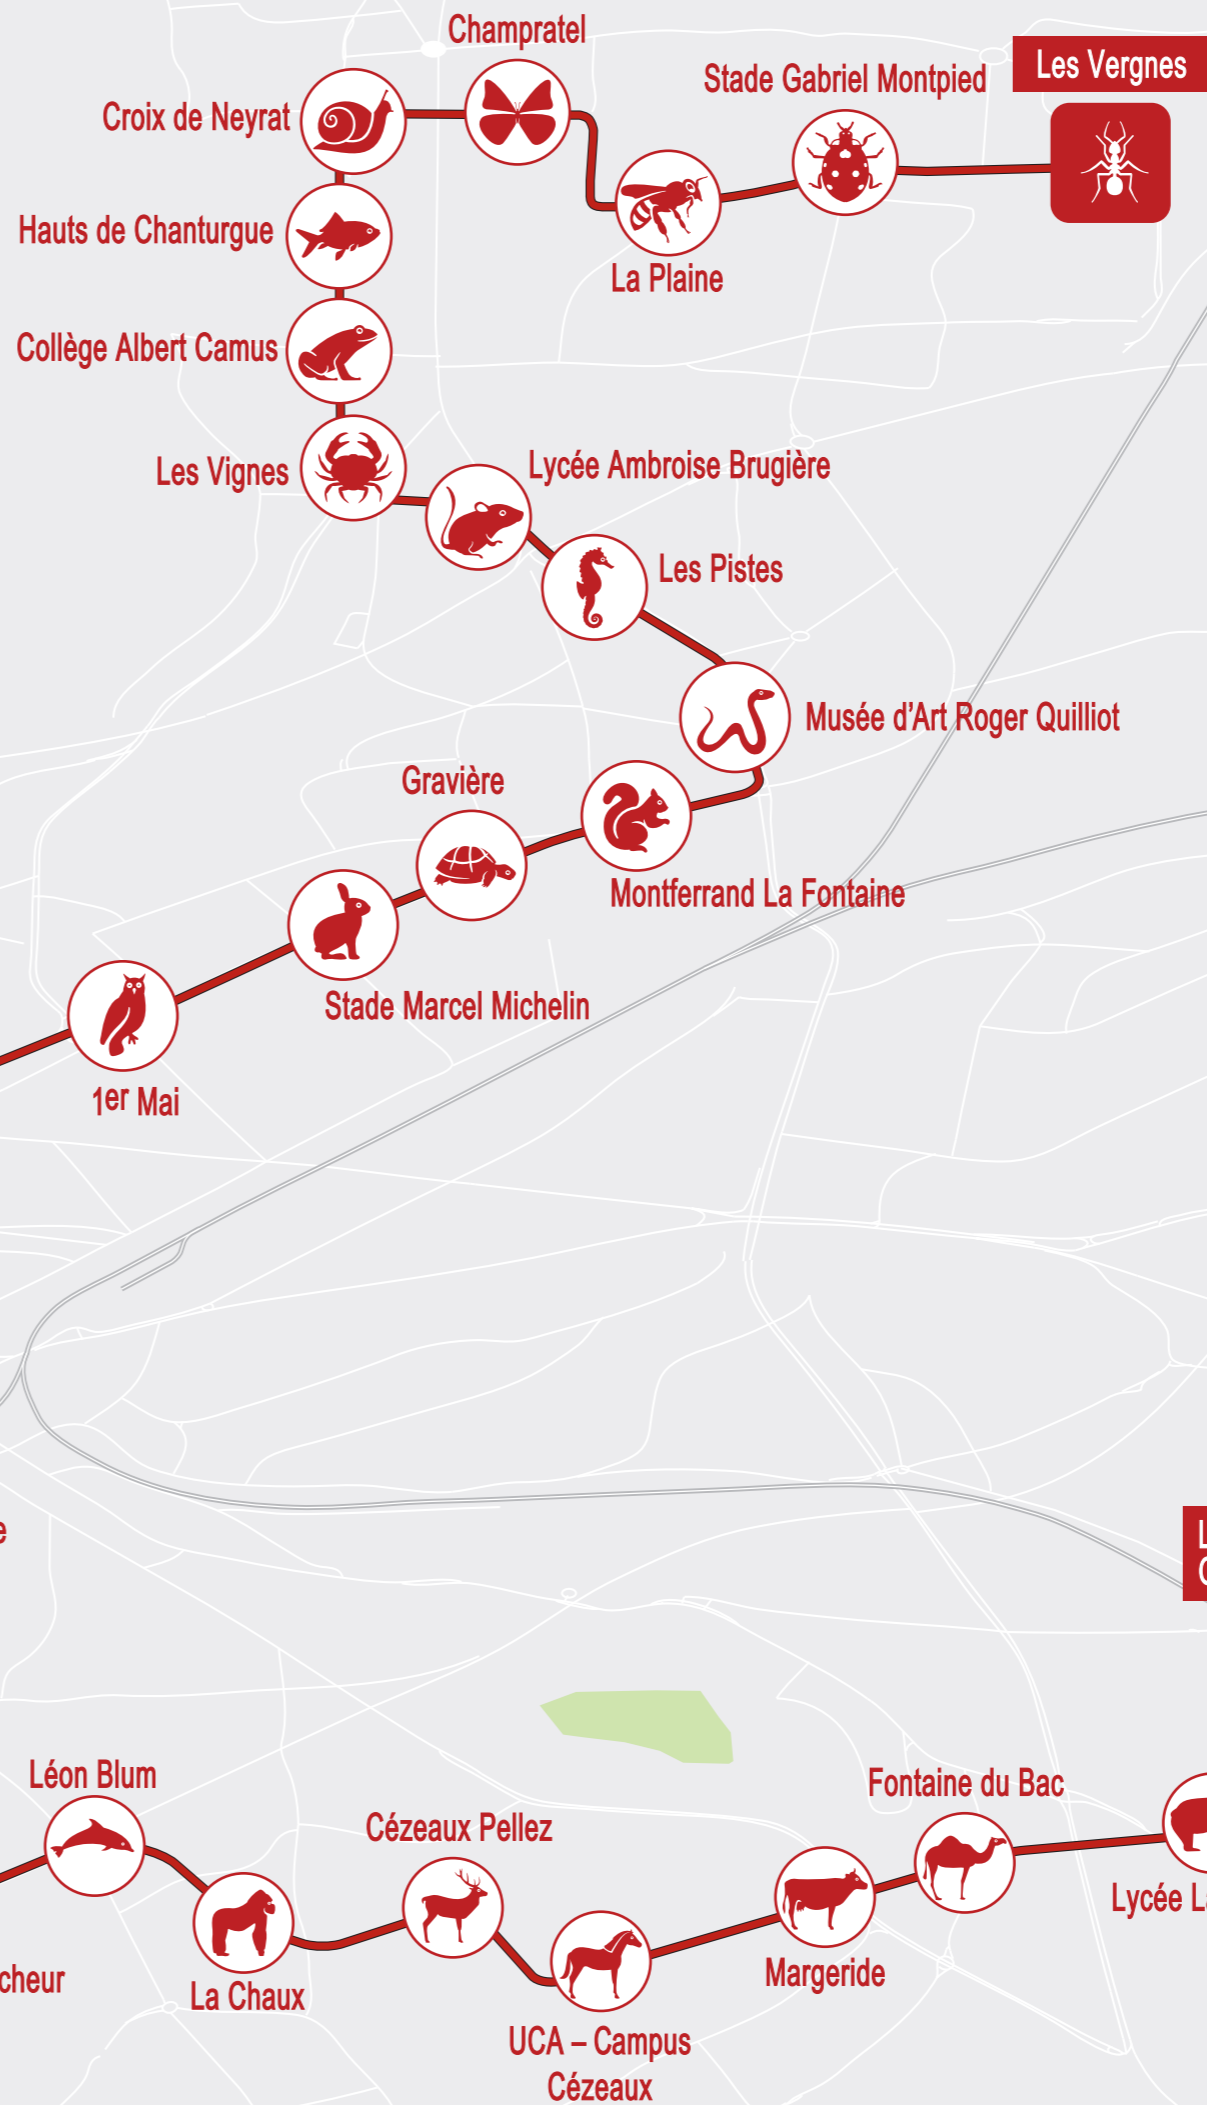 Champratel
Stade Gabriel Montpied
Les Vergnes
Croix de Neyrat
Hauts de Chanturgue
La Plaine
Collège Albert Camus
Les Vignes
Lycée Ambroise Brugière
Les Pistes
Musée d'Art Roger Quilliot
Gravière
Montferrand La Fontaine
Stade Marcel Michelin
1er Mai
Léon Blum
Fontaine du Bac
Cézeaux Pellez
Lycée
cheur
La Chaux
Margeride
UCA – Campus
Cézeaux